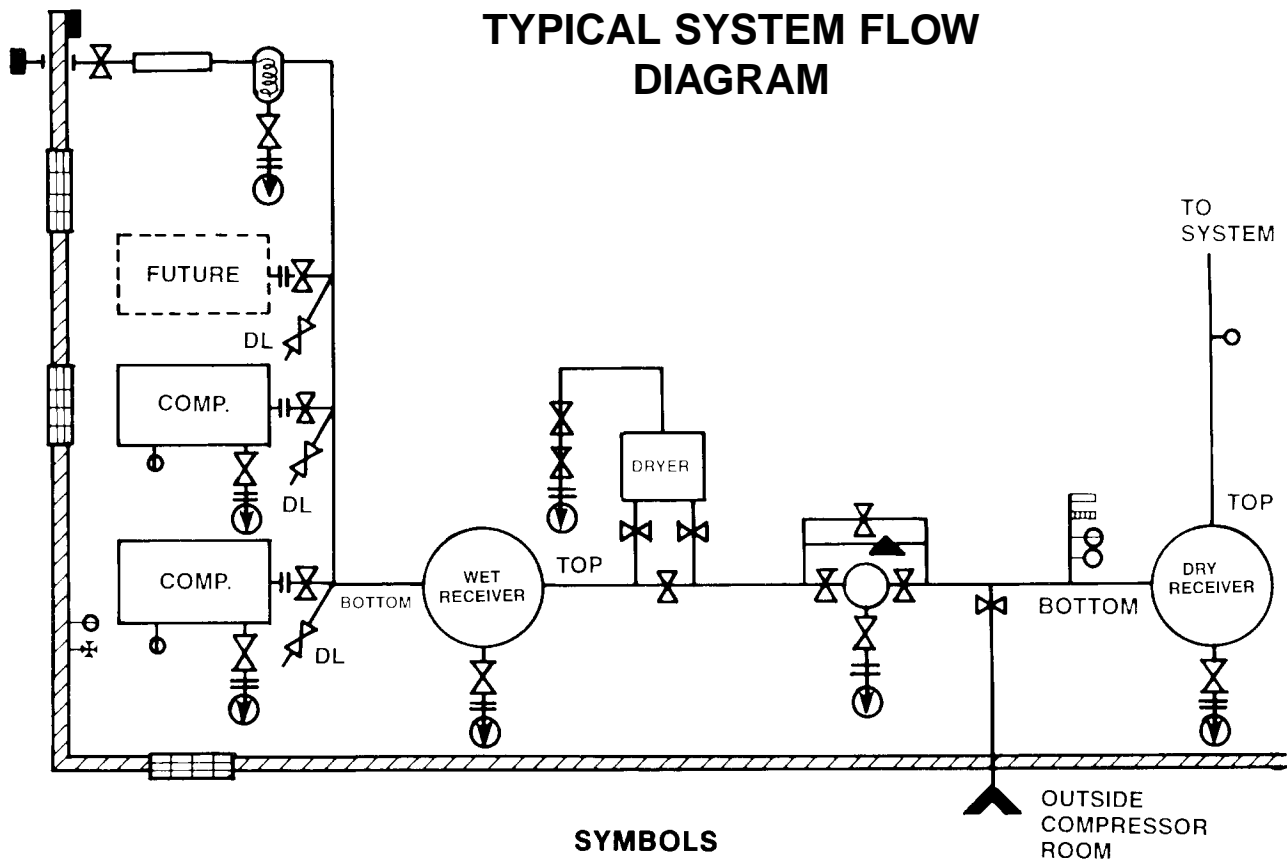 TYPICAL SYSTEM FLOW
DIAGRAM
TO
SYSTEM
FUTURE
DL
COMP.
DL
DRYER
TOP
COMP.
BOTTOM
WET
RECEIVER
TOP
DRY
RECEIVER
BOTTOM
DL
OUTSIDE
COMPRESSOR
ROOM
SYMBOLS